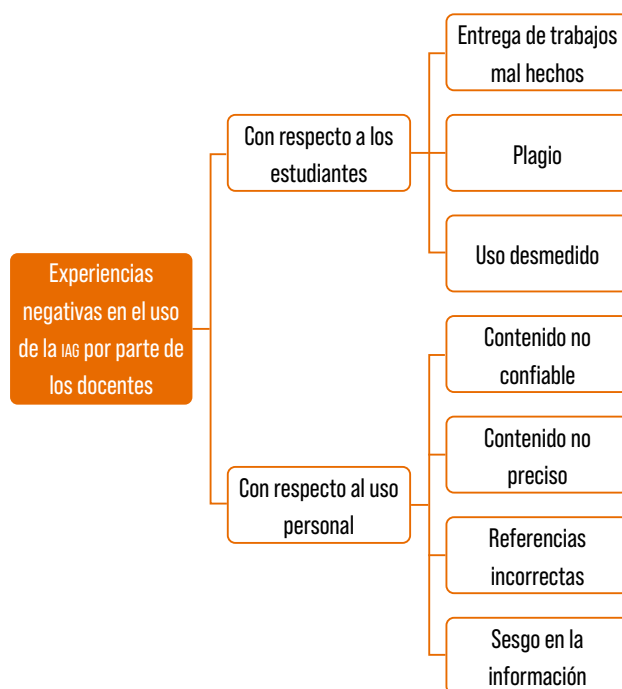 Experiencias
negativas en el uso
de la IAG por parte de
los docentes
Con respecto a los
estudiantes
Entrega de trabajos
mal hechos
Plagio
Uso desmedido
Con respecto al uso
personal
Contenido no
confiable
Contenido no
preciso
Referencias
incorrectas
Sesgo en la
información